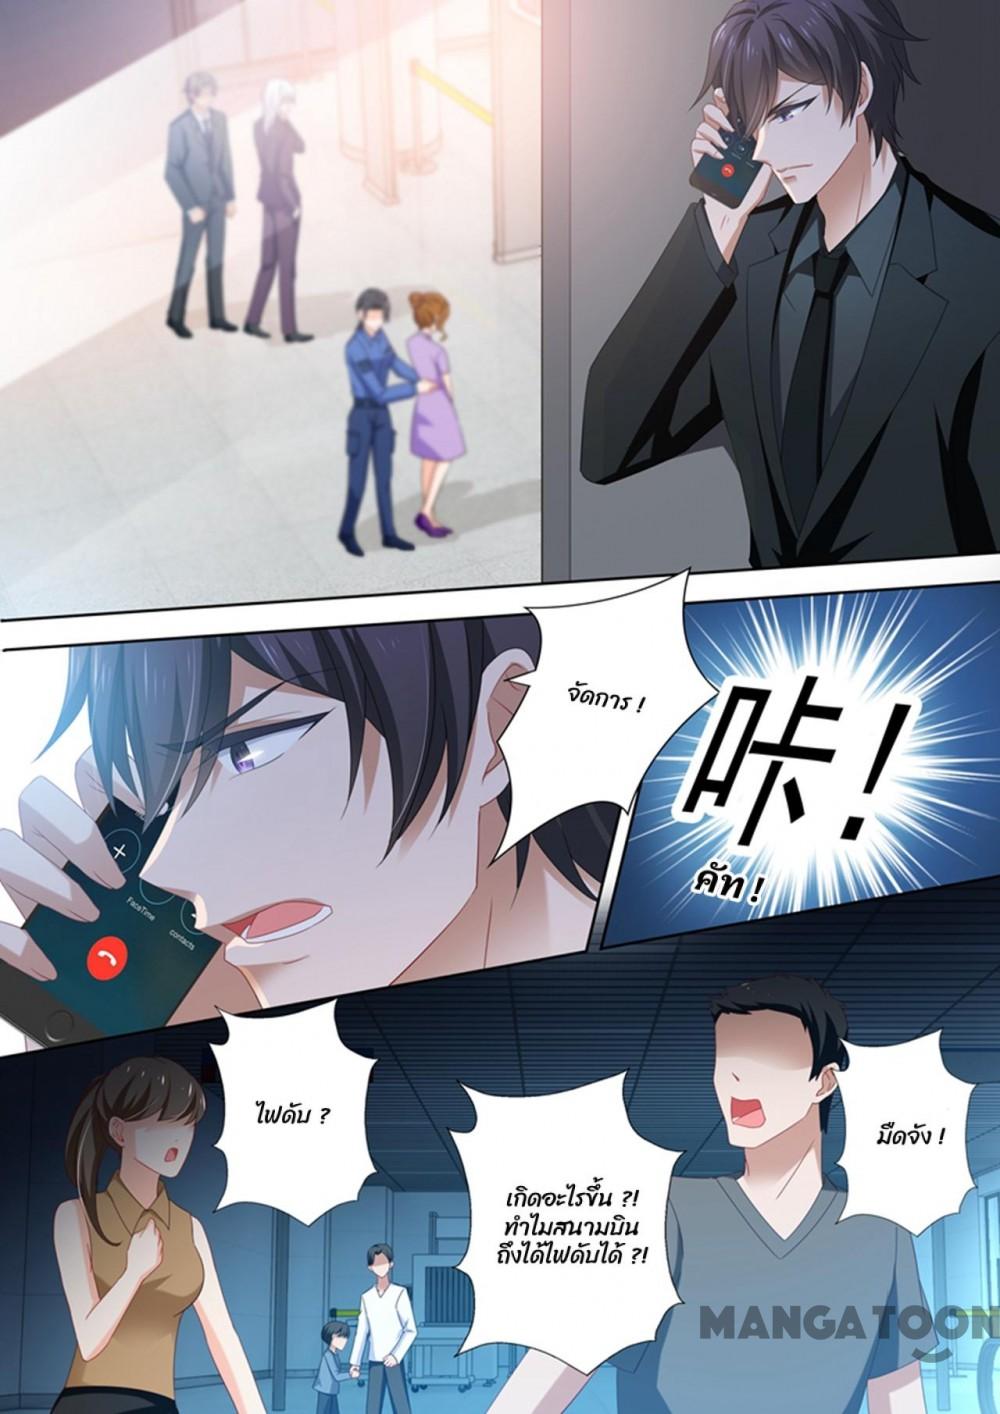 จัดการ !
咔!
คัท !
FaceTime
contacts
ไฟดับ ?
เกิดอะไรขึ้น ?!
ทำไมสนามบิน
ถึงได้ไฟดับได้ ?!
มืดจัง !
MANGATOON